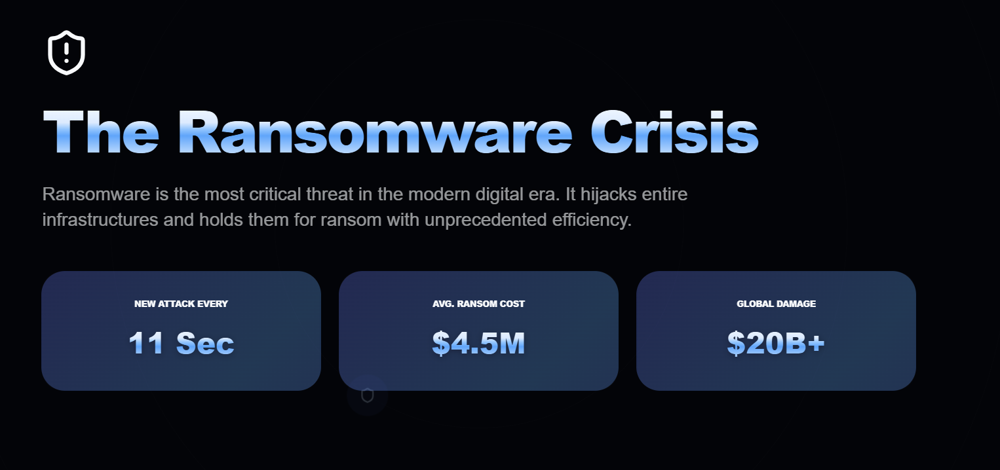 The Ransomware Crisis
Ransomware is the most critical threat in the modern digital era. It hijacks entire
infrastructures and holds them for ransom with unprecedented efficiency.
NEW ATTACK EVERY
11 Sec
AVG. RANSOM COST
$4.5M
GLOBAL DAMAGE
$20B+